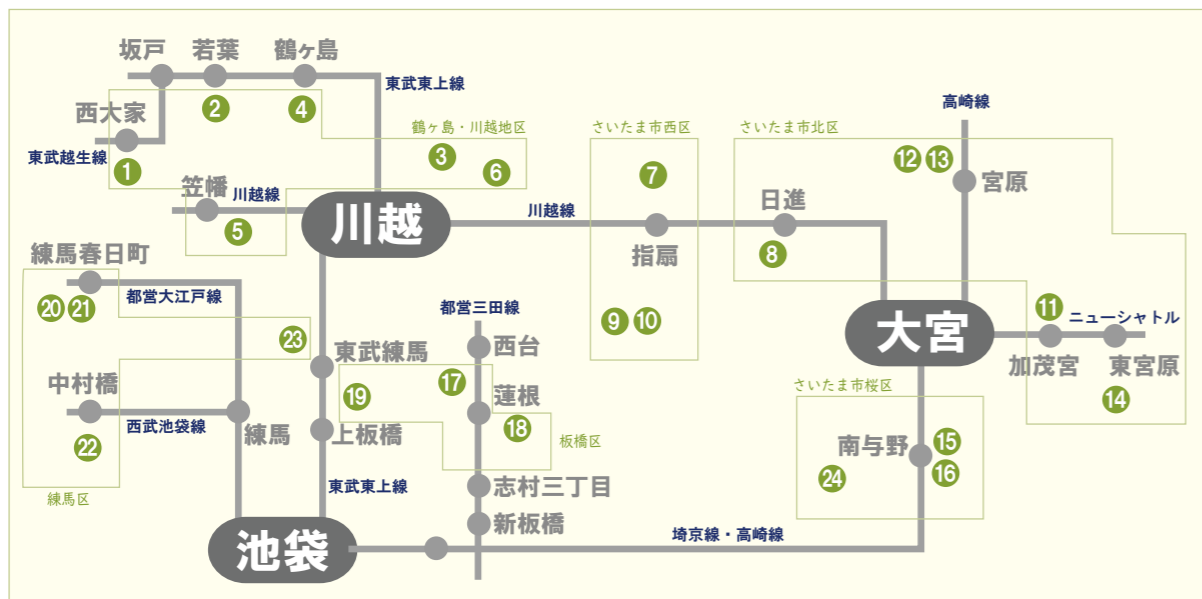 坂戸
若葉
鶴ヶ島
東武東上線
西大家
2
4
東武越生線
1
鶴ヶ島・川越地区
3
6
笠幡
川越線
5
川越
川越線
さいたま市西区
7
指扇
9
10
さいたま市北区
高崎線
12
13
宮原
日進
8
大宮
11
ニューシャトル
加茂宮
東宮原
14
練馬春日町
20
21
都営大江戸線
23
中村橋
22
西武池袋線
練馬
練馬区
東武練馬
上板橋
東武東上線
都営三田線
西台
17
19
蓮根
18
板橋区
志村三丁目
新板橋
さいたま市桜区
南与野
15
16
24
池袋
埼京線・高崎線